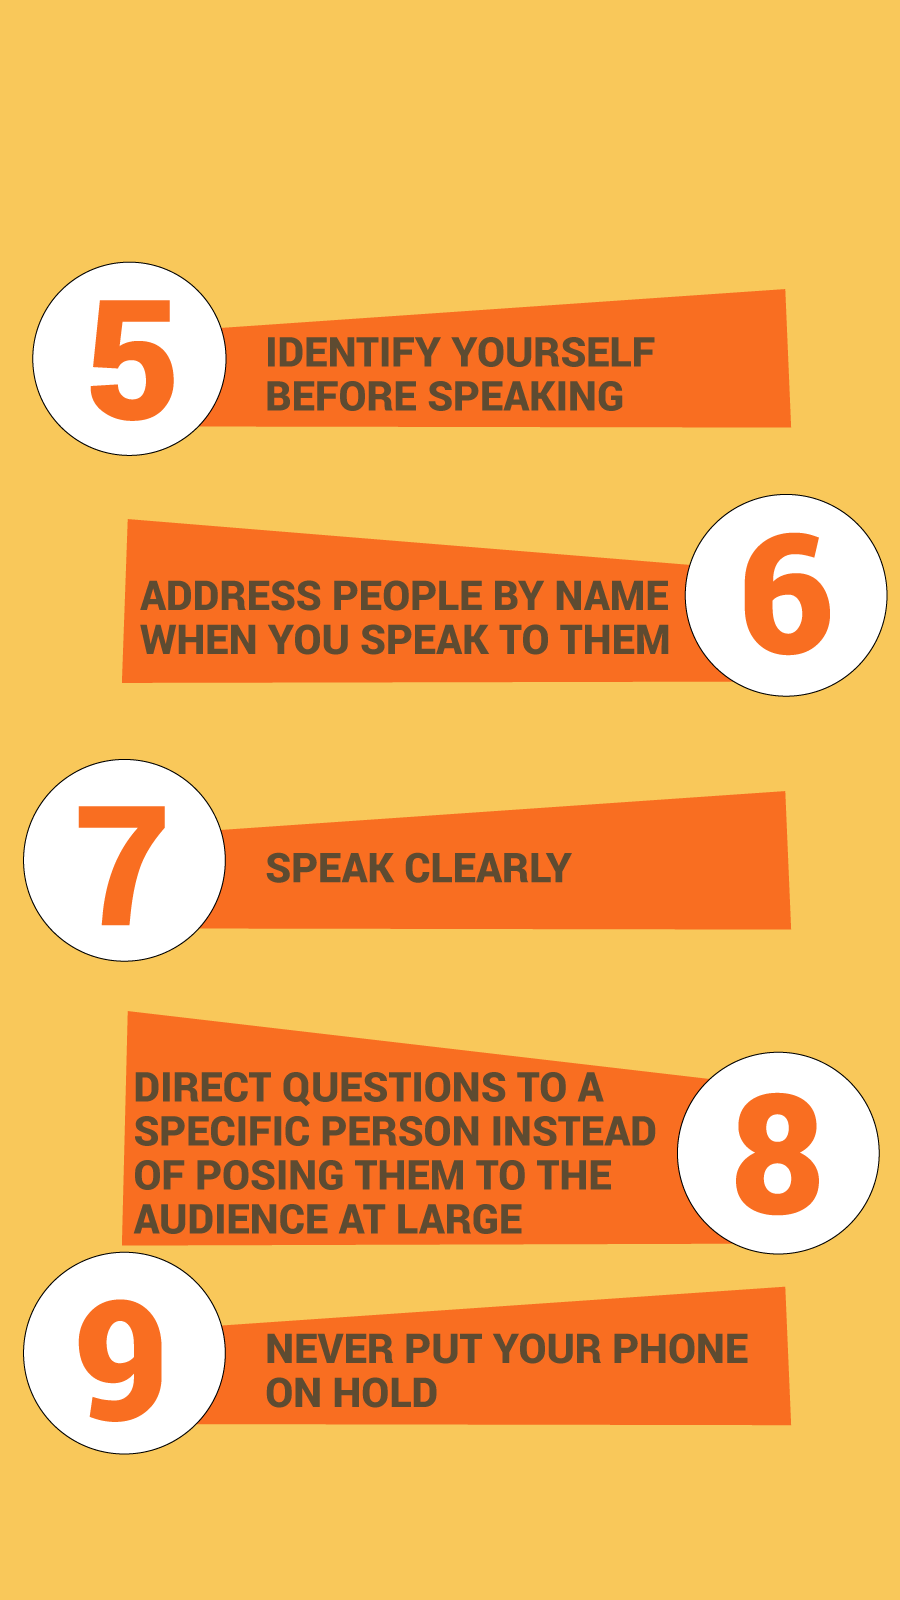 5
IDENTIFY YOURSELF
BEFORE SPEAKING
ADDRESS PEOPLE BY NAME
WHEN YOU SPEAK TO THEM
6
7
SPEAK CLEARLY
DIRECT QUESTIONS TO A
SPECIFIC PERSON INSTEAD
OF POSING THEM TO THE
AUDIENCE AT LARGE
8
9
NEVER PUT YOUR PHONE
ON HOLD